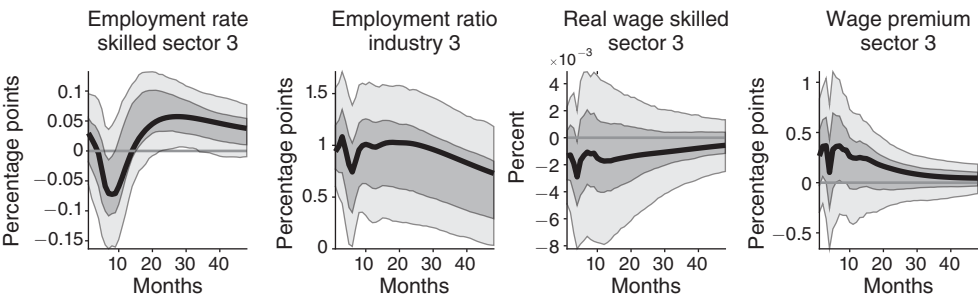 Employment rate
skilled sector 3
Percentage points
0.1
0.05
0
−0.05
−0.1
−0.15
10 20 30 40
Months
Employment ratio
industry 3
Percentage points
1.5
1
0.5
0
10 20 30 40
Months
Real wage skilled
sector 3
×10⁻³
Percent
4
2
0
−2
−4
−6
−8
10 20 30 40
Months
Wage premium
sector 3
Percentage points
1
0.5
0
−0.5
10 20 30 40
Months